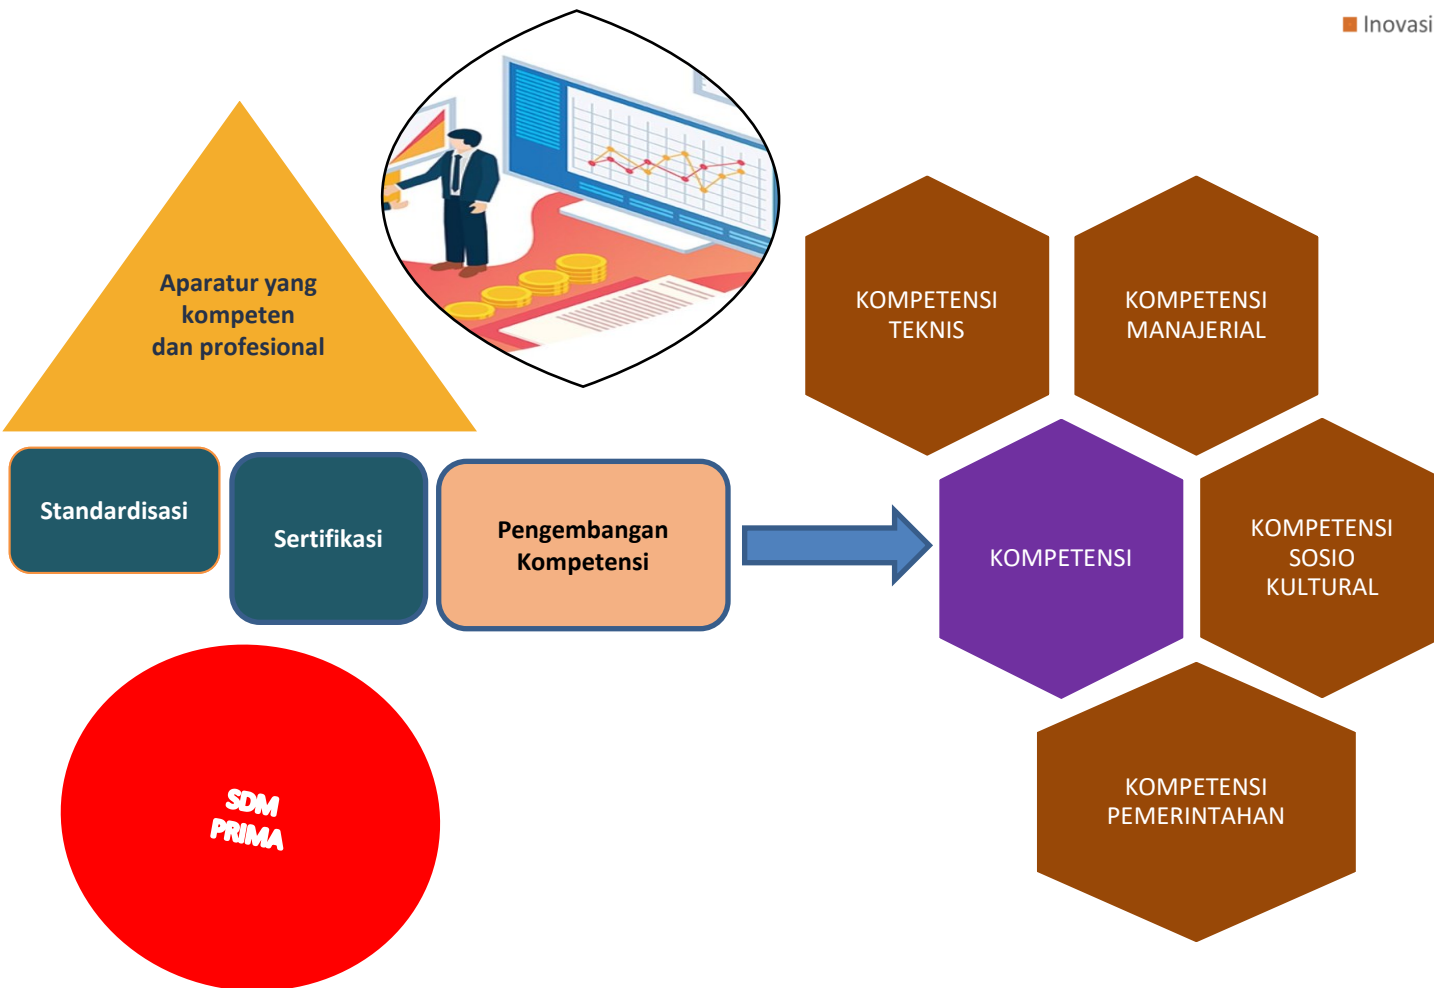 Inovasi
Aparatur yang
kompeten
dan profesional
KOMPETENSI
TEKNIS
KOMPETENSI
MANAJERIAL
Standardisasi
Sertifikasi
Pengembangan
Kompetensi
KOMPETENSI
KOMPETENSI
SOSIO
KULTURAL
SDM
PRIMA
KOMPETENSI
PEMERINTAHAN